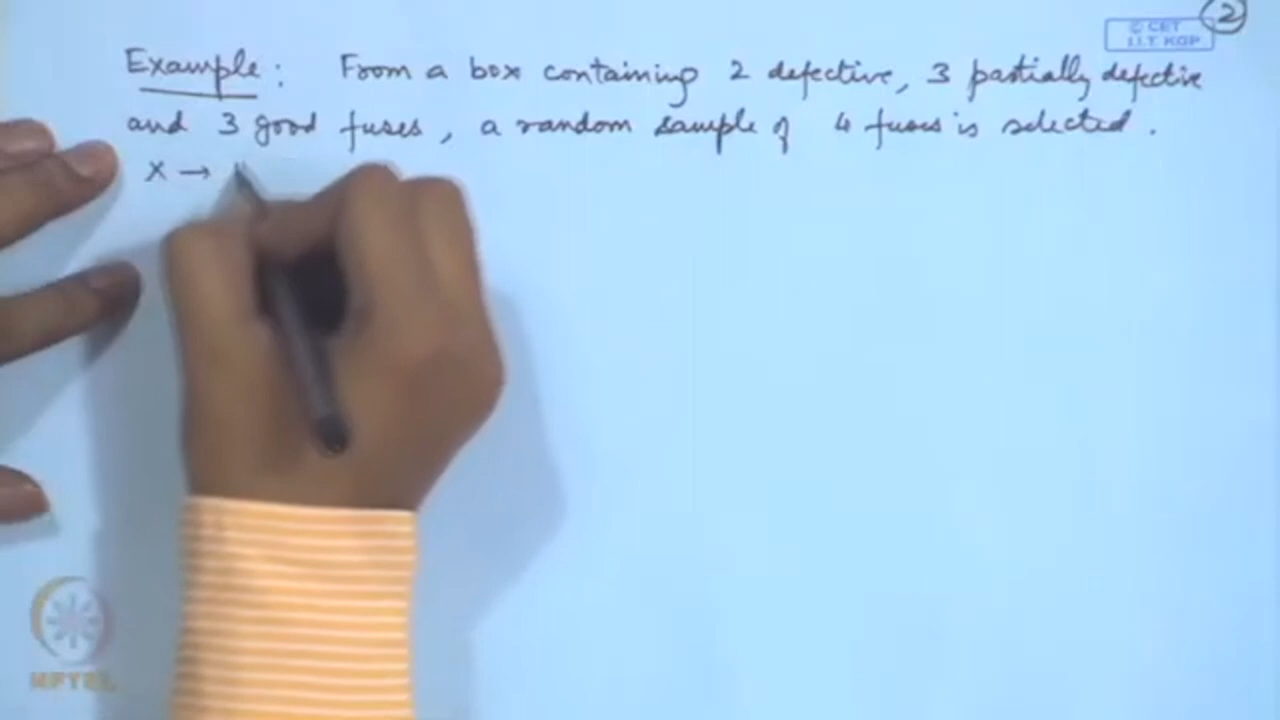 2
© CET
I.I.T. KGP
Example : From a box containing 2 defective, 3 partially defective
and 3 good fuses, a random sample of 4 fuses is selected.
X →
NPTEL